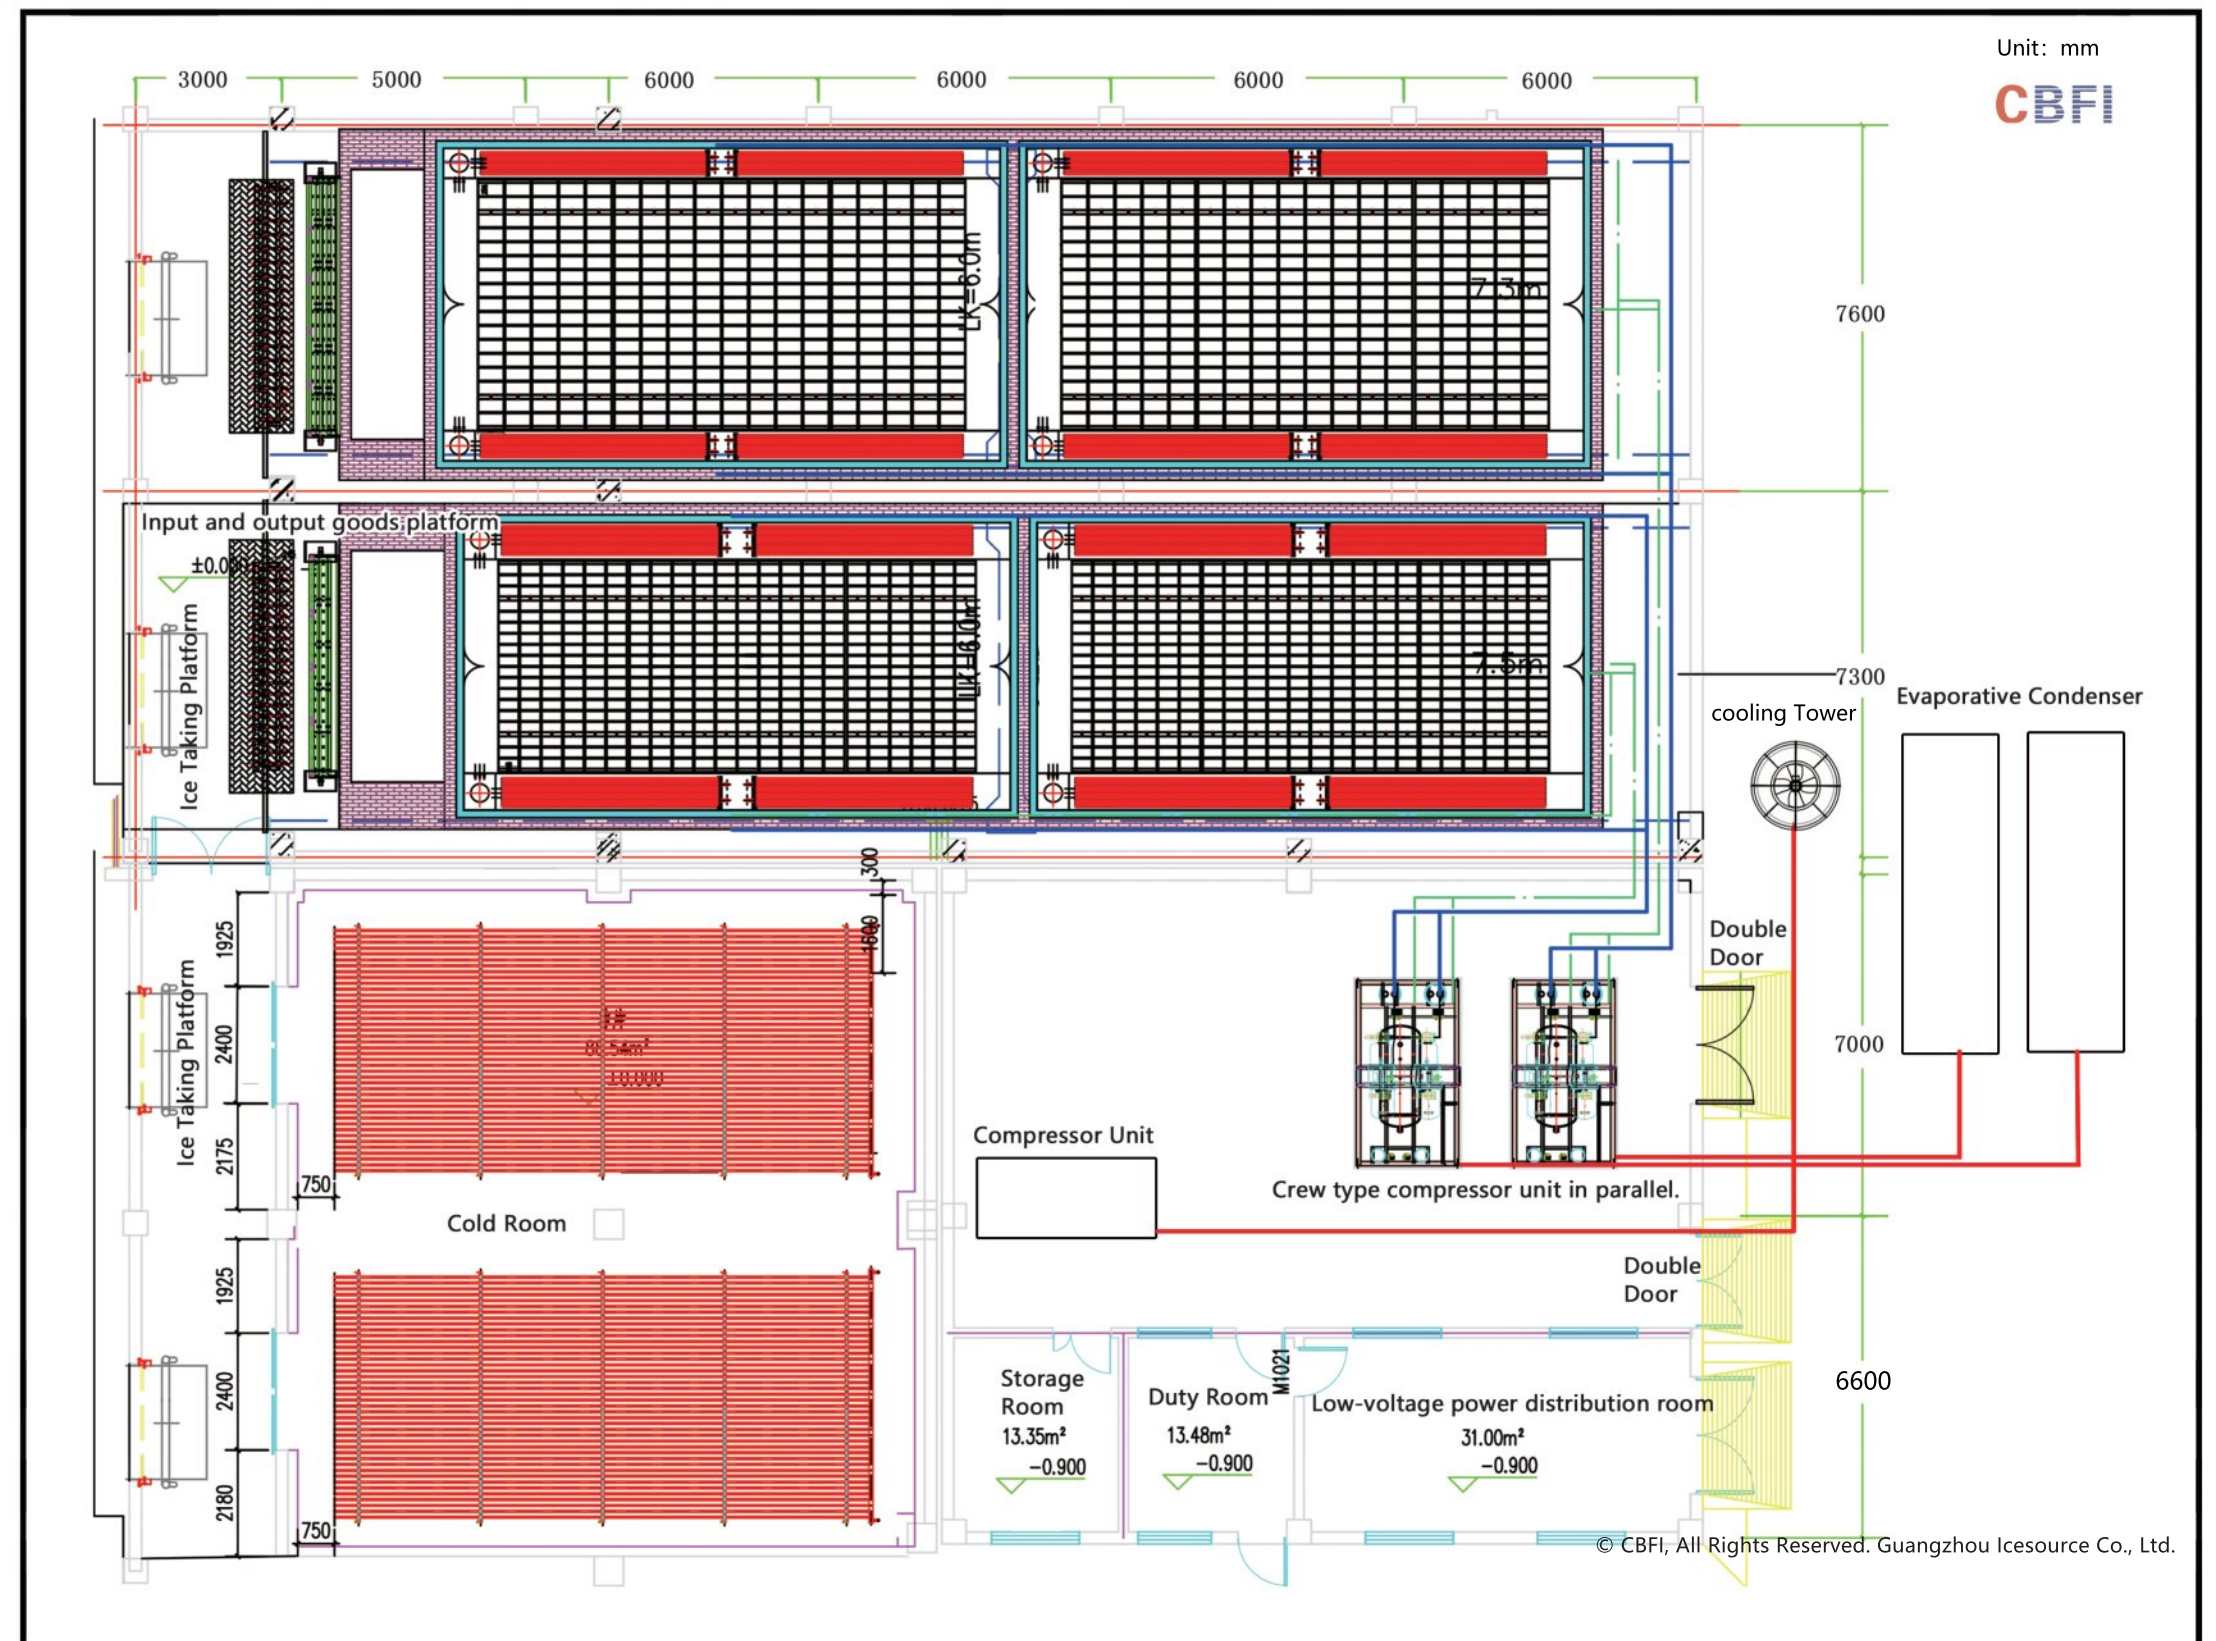 Unit: mm
CBFI
3000
5000
6000
6000
6000
6000
7600
LK=6.0m
7.3m
Input and output goods platform
±0.000
Ice Taking Platform
LK=6.0m
7.5m
7300
cooling Tower
Evaporative Condenser
300
1600
1925
2400
2175
750
Ice Taking Platform
±0.000
Cold Room
Double
Door
7000
Compressor Unit
Crew type compressor unit in parallel.
Double
Door
1925
2400
2180
750
Storage
Room
13.35m²
-0.900
Duty Room
13.48m²
-0.900
M1021
Low-voltage power distribution room
31.00m²
-0.900
6600
© CBFI, All Rights Reserved. Guangzhou Icesource Co., Ltd.